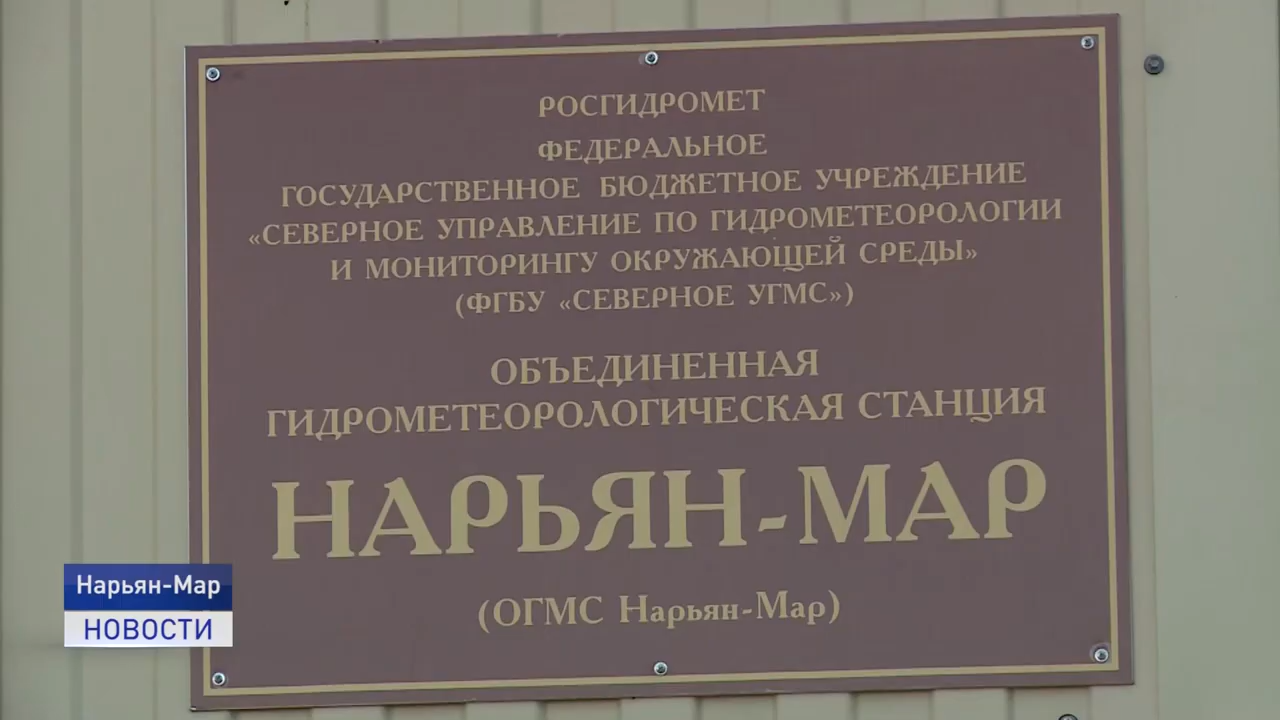 РОСГИДРОМЕТ
ФЕДЕРАЛЬНОЕ
ГОСУДАРСТВЕННОЕ БЮДЖЕТНОЕ УЧРЕЖДЕНИЕ
«СЕВЕРНОЕ УПРАВЛЕНИЕ ПО ГИДРОМЕТЕОРОЛОГИИ
И МОНИТОРИНГУ ОКРУЖАЮЩЕЙ СРЕДЫ»
(ФГБУ «СЕВЕРНОЕ УГМС»)
ОБЪЕДИНЕННАЯ
ГИДРОМЕТЕОРОЛОГИЧЕСКАЯ СТАНЦИЯ
НАРЬЯН-МАР
(ОГМС Нарьян-Мар)
Нарьян-Мар
НОВОСТИ